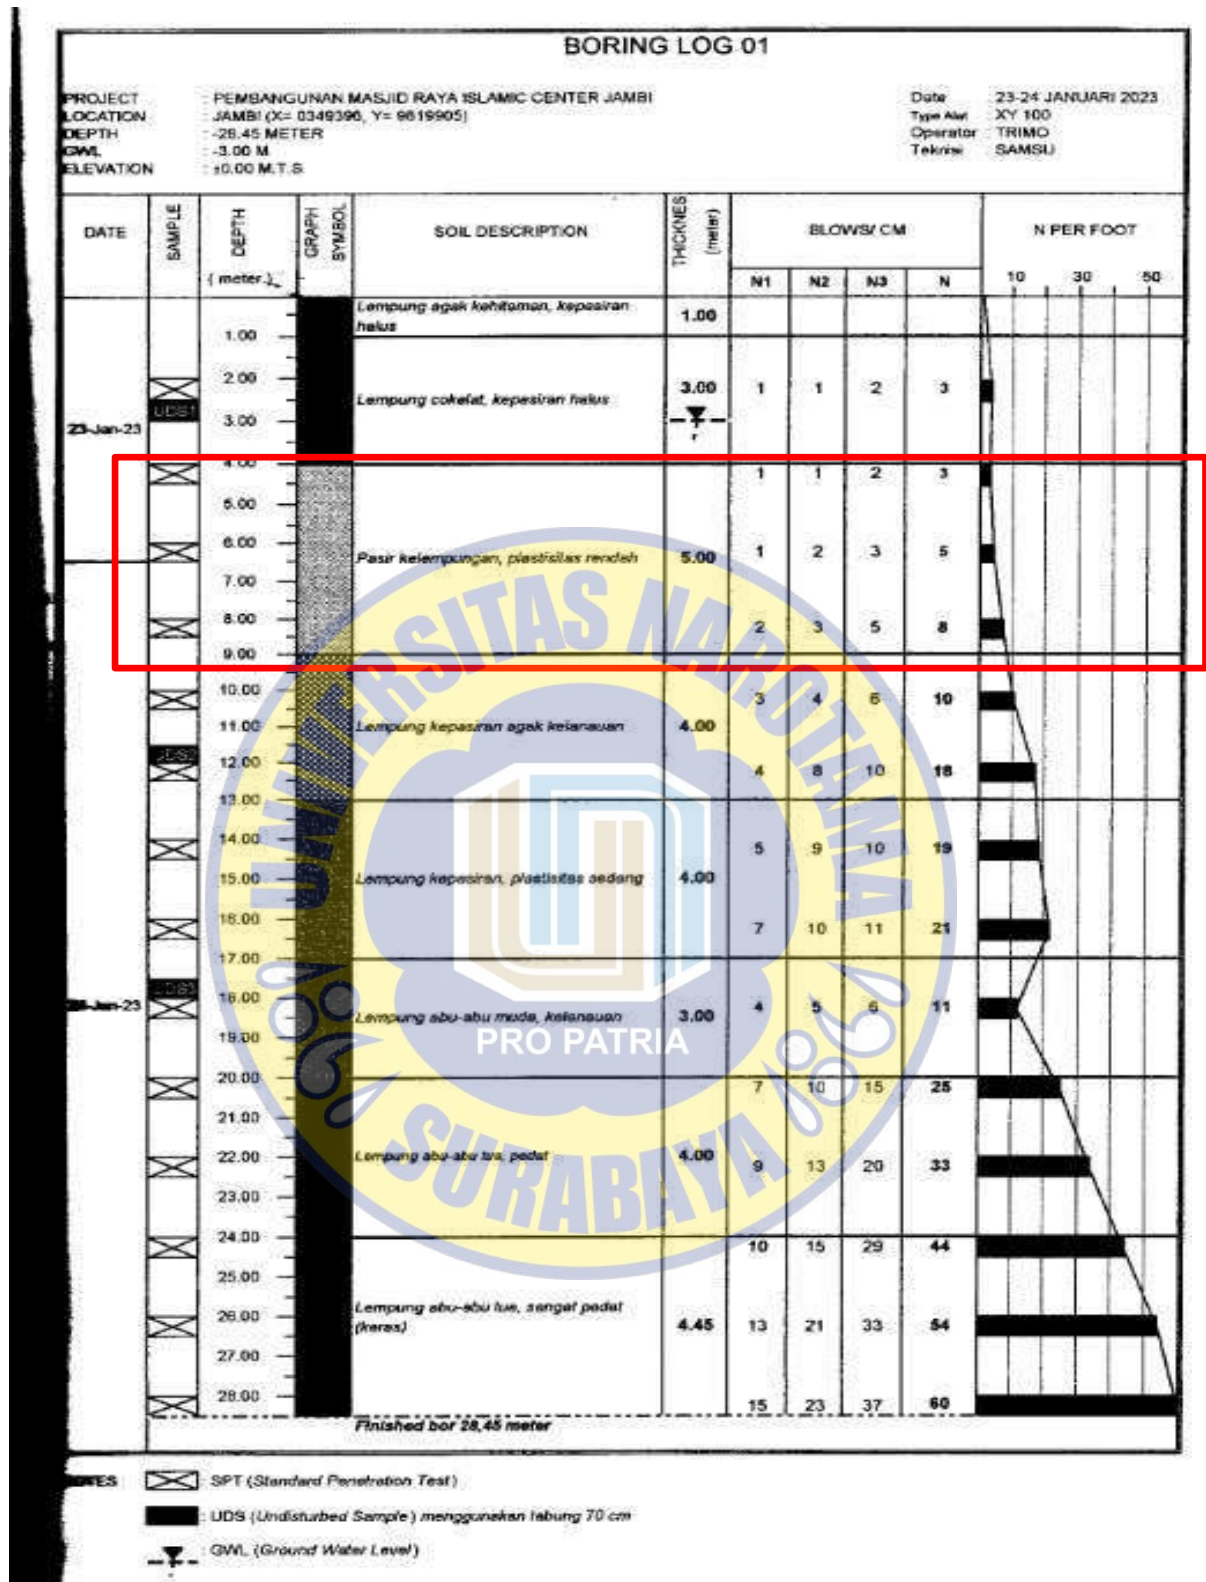 BORING LOG 01
PROJECT : PEMBANGUNAN MASJID RAYA ISLAMIC CENTER JAMBI
LOCATION : JAMBI (X= 0349396, Y= 9619905)
DEPTH : -28.45 METER
GWL : -3.00 M
ELEVATION : ±0.00 M.T.S
Date : 23-24 JANUARI 2023
Type Alat : XY 100
Operator : TRIMO
Teknisi : SAMSU
DATE SAMPLE DEPTH (meter) GRAPH SYMBOL SOIL DESCRIPTION THICKNES (meter) BLOWS/ CM N PER FOOT
N1 N2 N3 N 10 30 50
Lempung agak kehitaman, kepasiran halus 1.00
1.00
2.00
Lempung cokelat, kepasiran halus 3.00 1 1 2 3
UDS1
3.00
23-Jan-23
4.00
1 1 2 3
5.00
6.00
Pasir kelempungan, plastisitas rendah 5.00 1 2 3 5
7.00
8.00
2 3 5 8
9.00
10.00
3 4 6 10
11.00 Lempung kepasiran agak kelanauan 4.00
UDS2
12.00
4 8 10 18
13.00
14.00
5 9 10 19
15.00 Lempung kepasiran, plastisitas sedang 4.00
16.00
7 10 11 21
17.00
UDS3
18.00
-Jan-23 4 5 6 11
Lempung abu-abu muda, kelanauan 3.00
19.00
PRO PATRIA
20.00
7 10 15 25
21.00
22.00 Lempung abu-abu tua, padat 4.00
9 13 20 33
23.00
24.00
10 15 29 44
25.00
26.00 Lempung abu-abu tua, sangat padat (keras) 4.45 13 21 33 54
27.00
28.00
15 23 37 60
Finished bor 28,45 meter
UNIVERSITAS NAROTAMA
SURABAYA
SPT (Standard Penetration Test)
: UDS (Undisturbed Sample) menggunakan tabung 70 cm
: GWL (Ground Water Level)